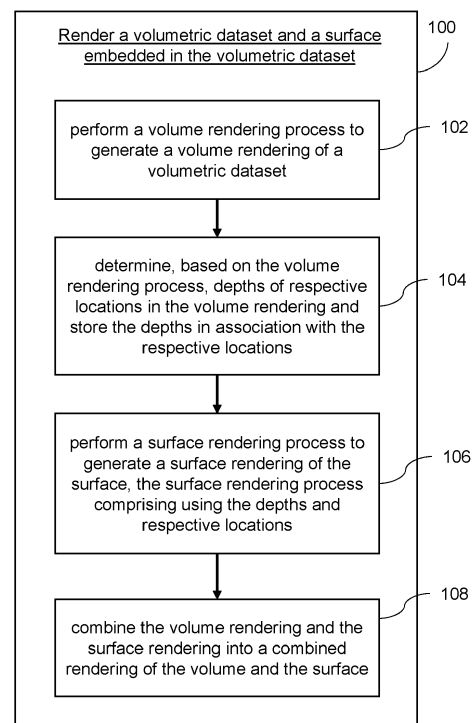 Render a volumetric dataset and a surface
embedded in the volumetric dataset
100
perform a volume rendering process to
generate a volume rendering of a
volumetric dataset
102
determine, based on the volume
rendering process, depths of respective
locations in the volume rendering and
store the depths in association with the
respective locations
104
perform a surface rendering process to
generate a surface rendering of the
surface, the surface rendering process
comprising using the depths and
respective locations
106
combine the volume rendering and the
surface rendering into a combined
rendering of the volume and the surface
108